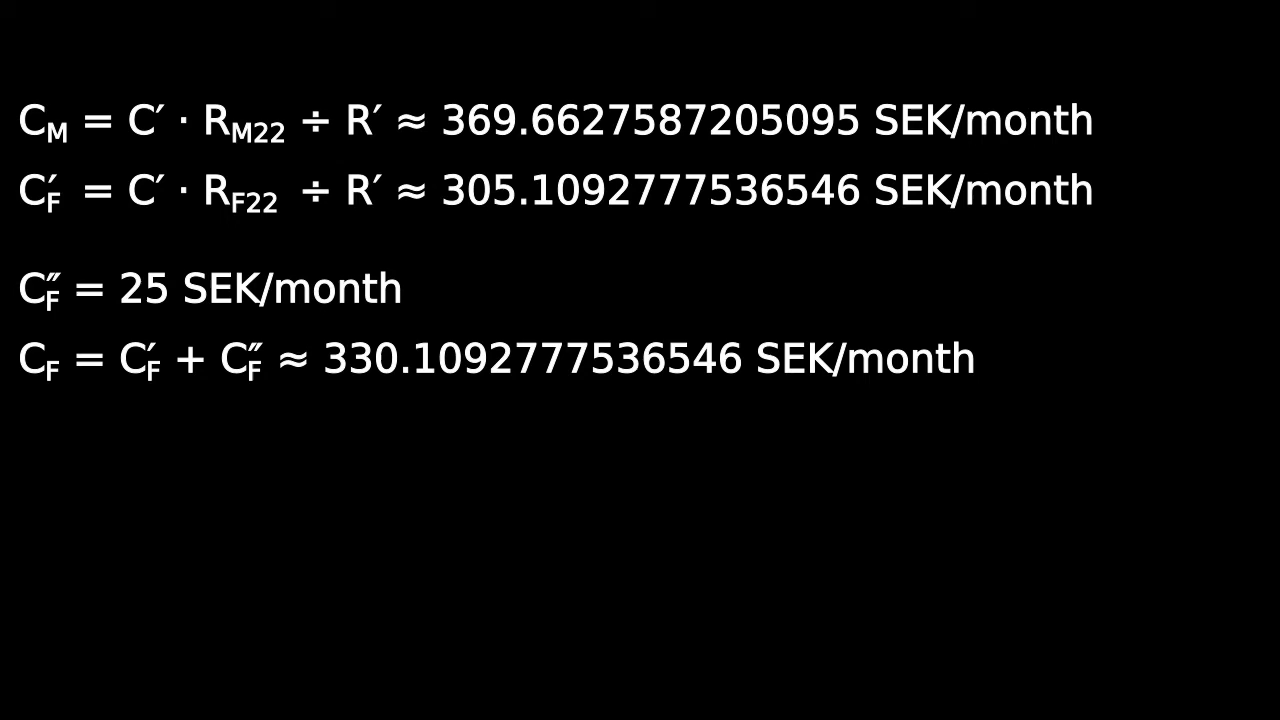 C_M = C′ · R_M22 ÷ R′ ≈ 369.6627587205095 SEK/month
C′_F = C′ · R_F22 ÷ R′ ≈ 305.1092777536546 SEK/month
C″_F = 25 SEK/month
C_F = C′_F + C″_F ≈ 330.1092777536546 SEK/month